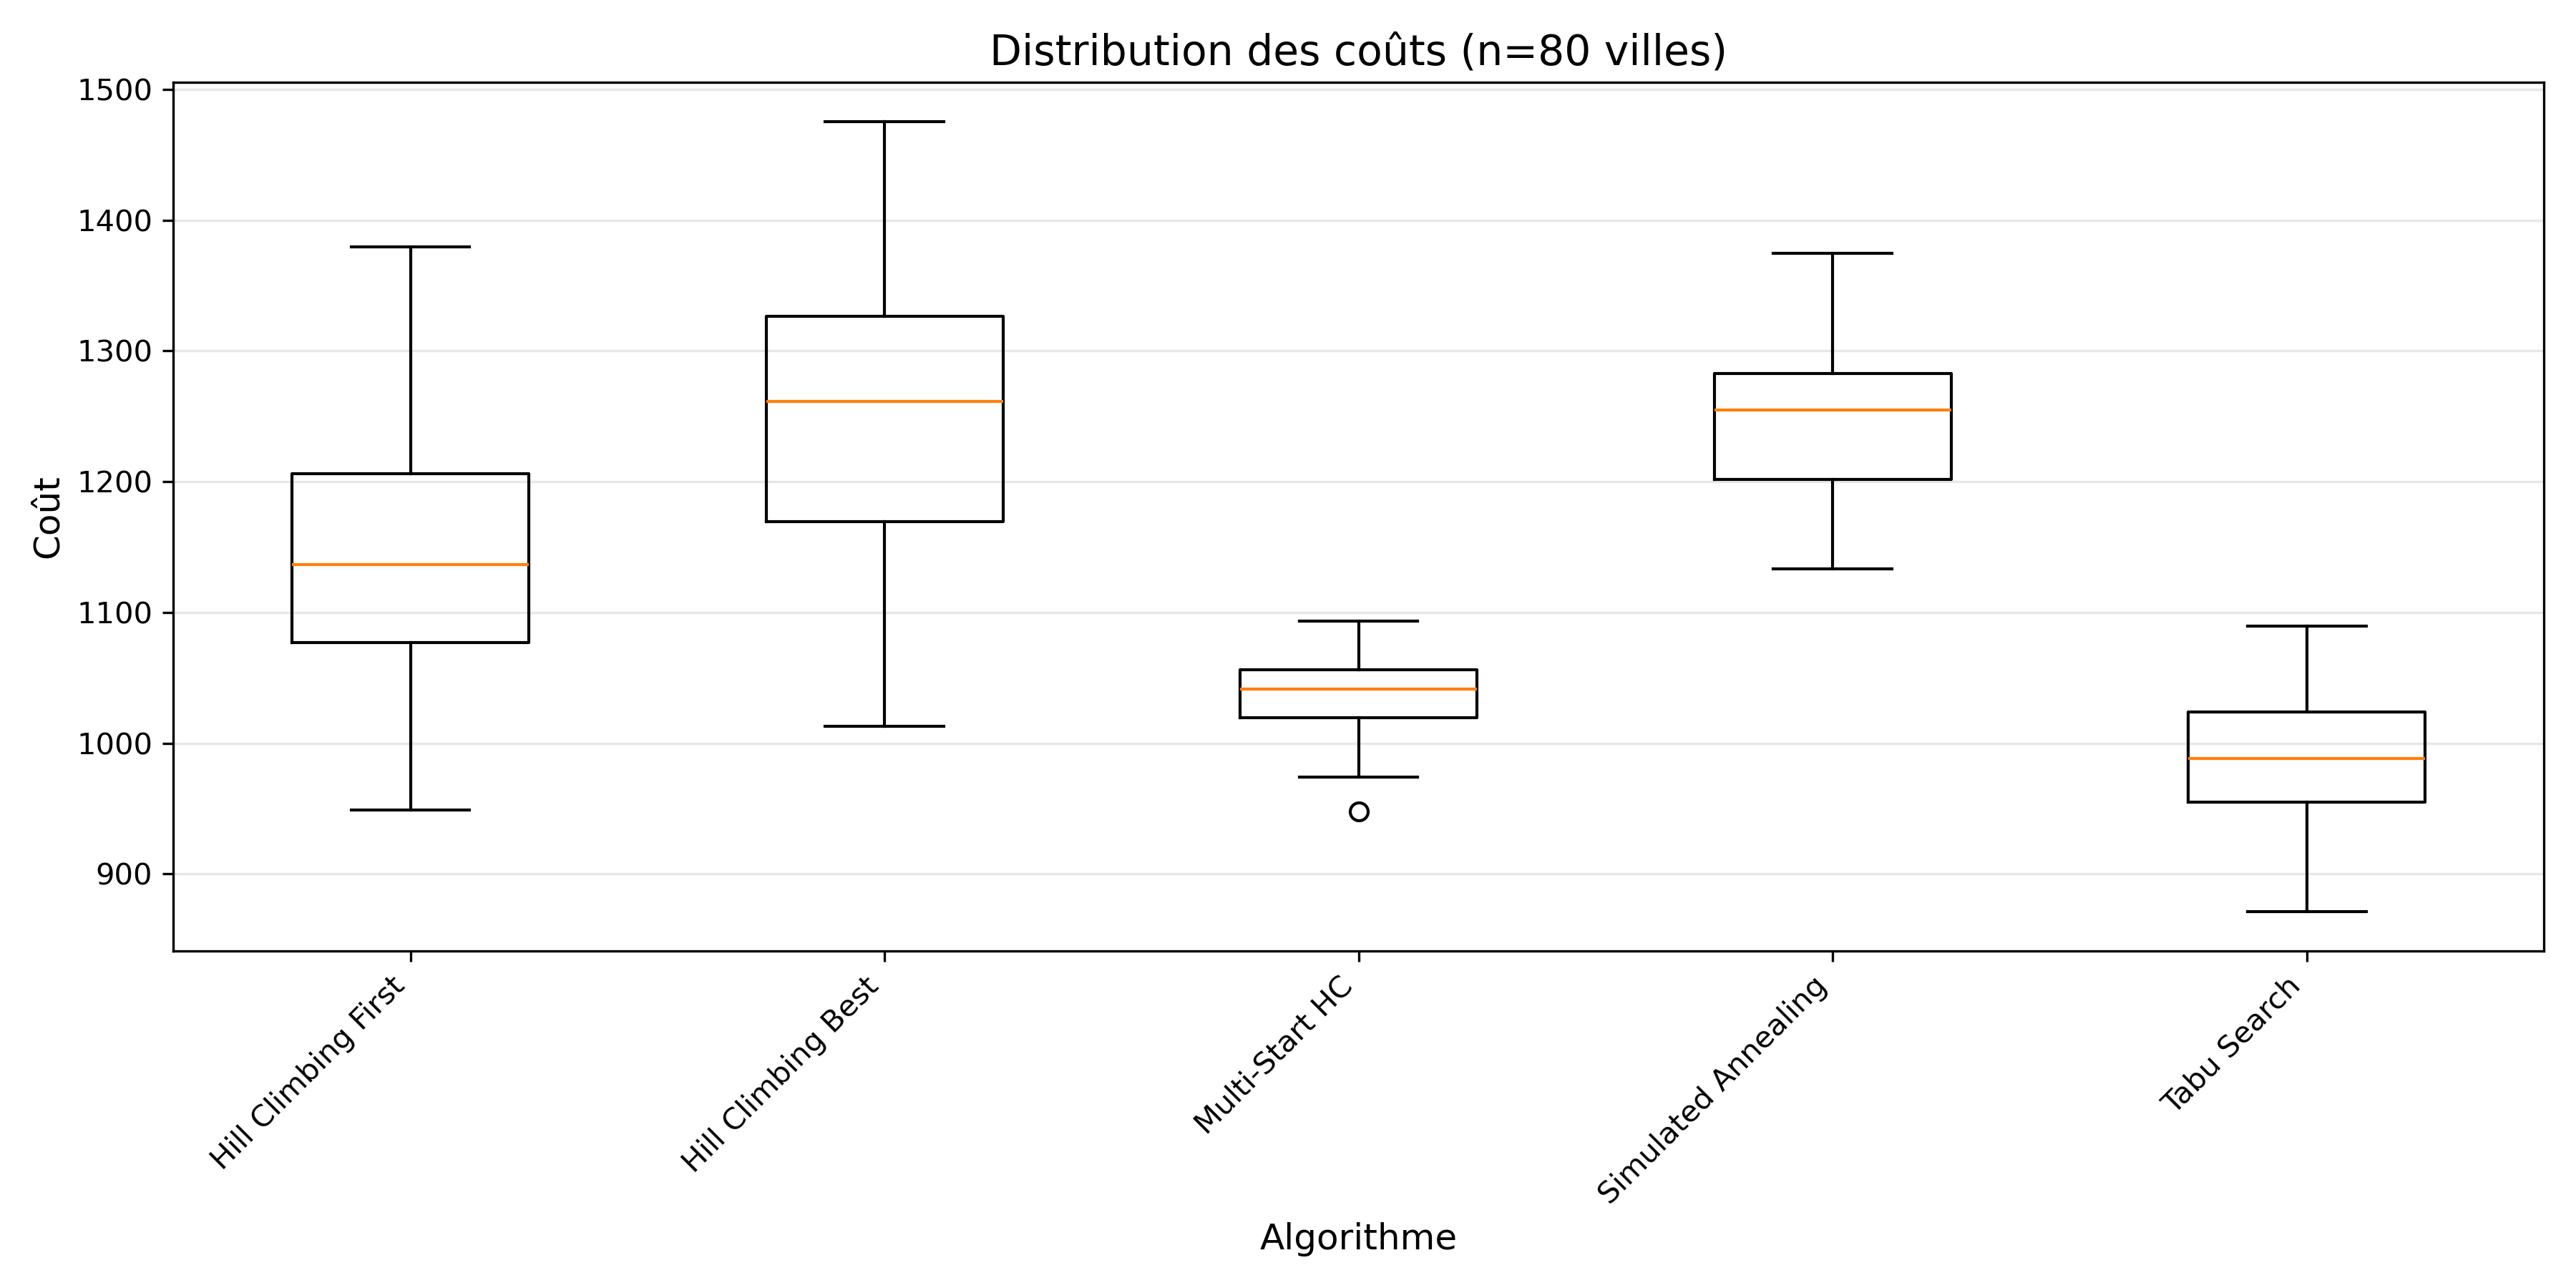 Distribution des coûts (n=80 villes)
1500
1400
1300
1200
1100
1000
900
Coût
Hill Climbing First
Hill Climbing Best
Multi-Start HC
Simulated Annealing
Tabu Search
Algorithme